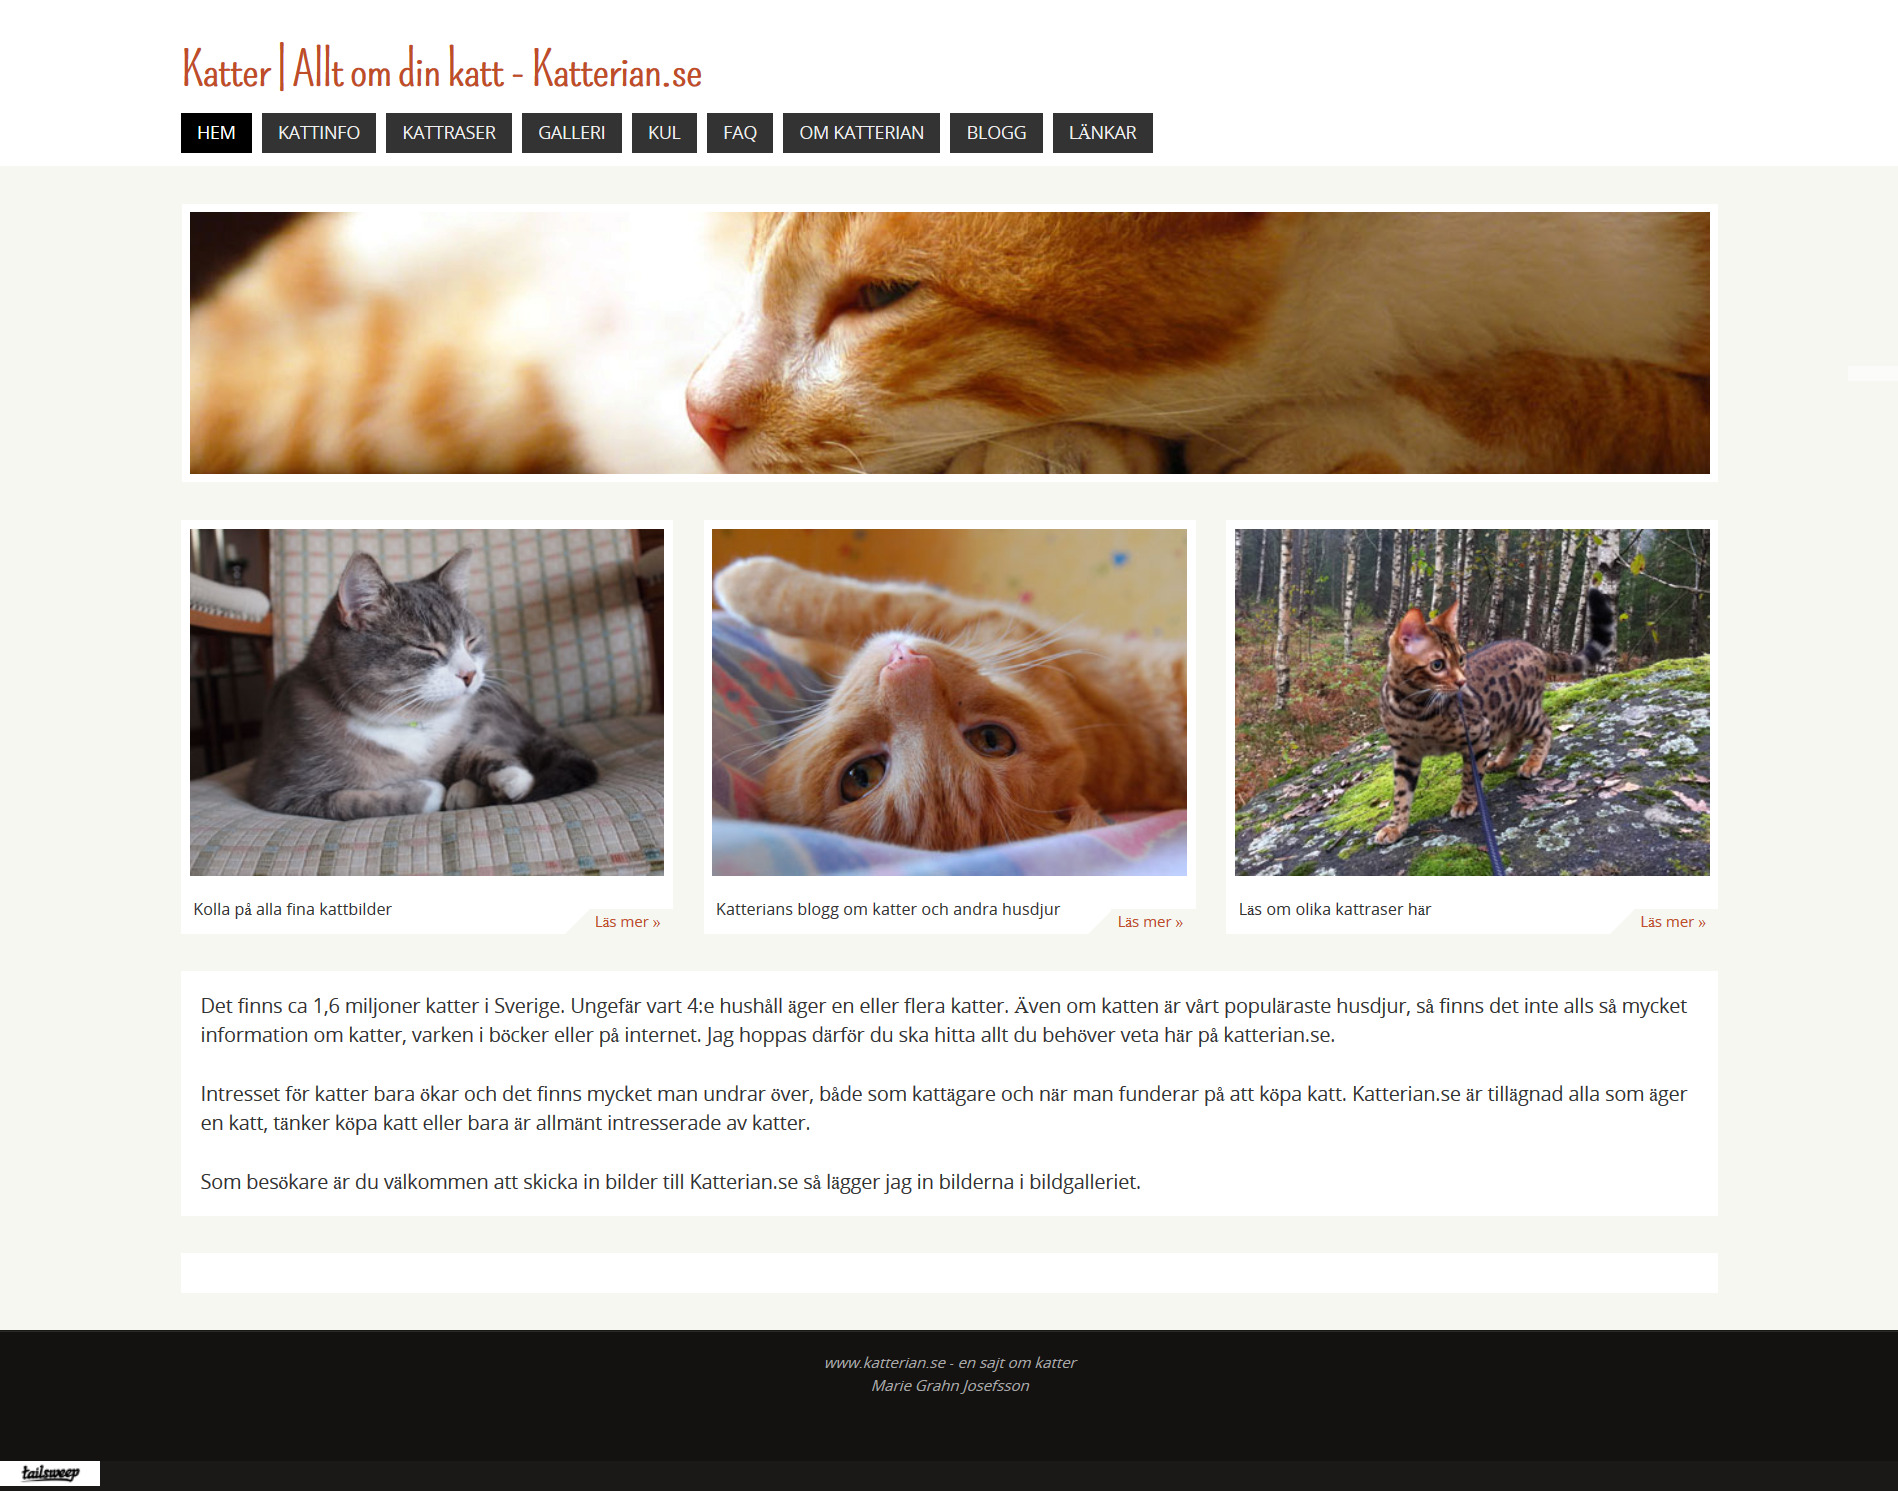 Katter | Allt om din katt - Katterian.se
HEM KATTINFO KATTRASER GALLERI KUL FAQ OM KATTERIAN BLOGG LÄNKAR
Kolla på alla fina kattbilder
Läs mer »
Katterians blogg om katter och andra husdjur
Läs mer »
Läs om olika kattraser här
Läs mer »
Det finns ca 1,6 miljoner katter i Sverige. Ungefär vart 4:e hushåll äger en eller flera katter. Även om katten är vårt populäraste husdjur, så finns det inte alls så mycket
information om katter, varken i böcker eller på internet. Jag hoppas därför du ska hitta allt du behöver veta här på katterian.se.
Intresset för katter bara ökar och det finns mycket man undrar över, både som kattägare och när man funderar på att köpa katt. Katterian.se är tillägnad alla som äger
en katt, tänker köpa katt eller bara är allmänt intresserade av katter.
Som besökare är du välkommen att skicka in bilder till Katterian.se så lägger jag in bilderna i bildgalleriet.
www.katterian.se - en sajt om katter
Marie Grahn Josefsson
tailsweep